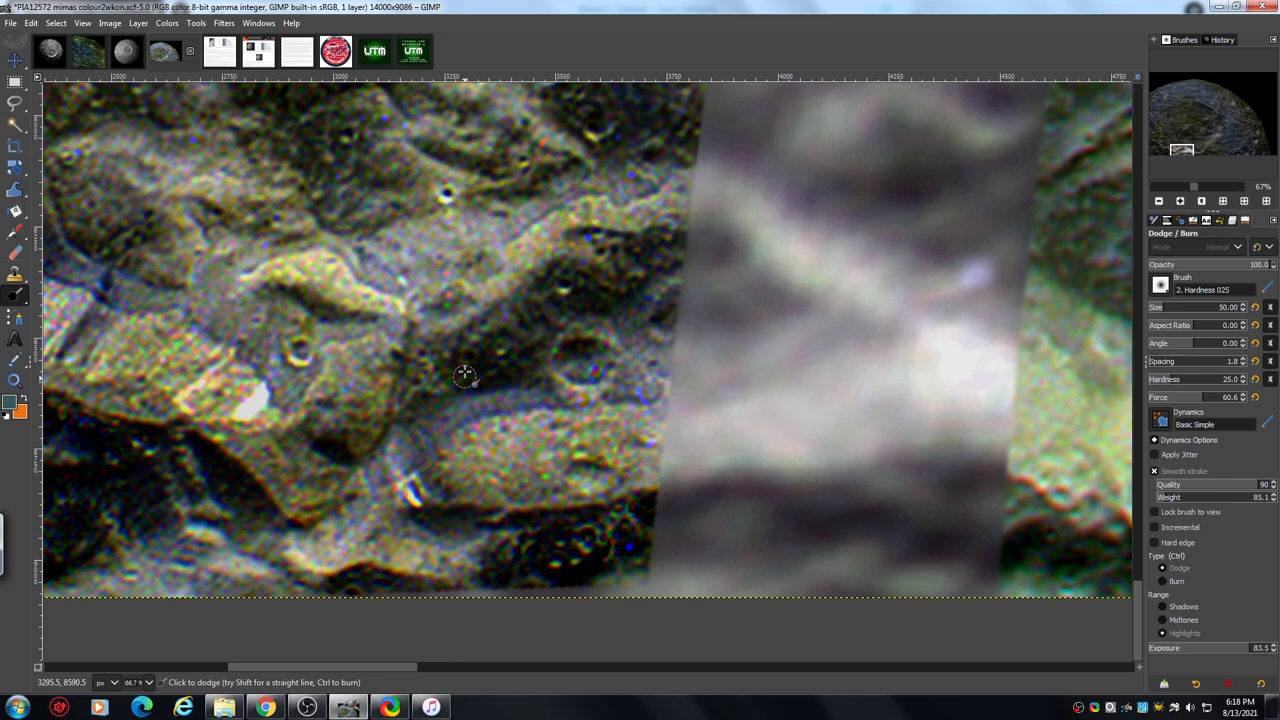 *PIA12572 mimas colour2wkon.xcf-5.0 (RGB color 8-bit gamma integer, GIMP built-in sRGB, 1 layer) 14000x9086 – GIMP
File Edit Select View Image Layer Colors Tools Filters Windows Help
UTM UTM
Brushes History
2500 2750 3000 3250 3500 3750 4000 4250 4500 4750
67%
Dodge / Burn
Mode Normal
Opacity 100.0
Brush
2. Hardness 025
Size 50.00
Aspect Ratio 0.00
Angle 0.00
Spacing 1.8
Hardness 25.0
Force 60.6
Dynamics
Basic Simple
Dynamics Options
Apply Jitter
Smooth stroke
Quality 90
Weight 85.1
Lock brush to view
Incremental
Hard edge
Type (Ctrl)
Dodge
Burn
Range
Shadows
Midtones
Highlights
Exposure 83.5
3295.5, 8590.5 px 66.7 % Click to dodge (try Shift for a straight line, Ctrl to burn)
6:18 PM
8/13/2021